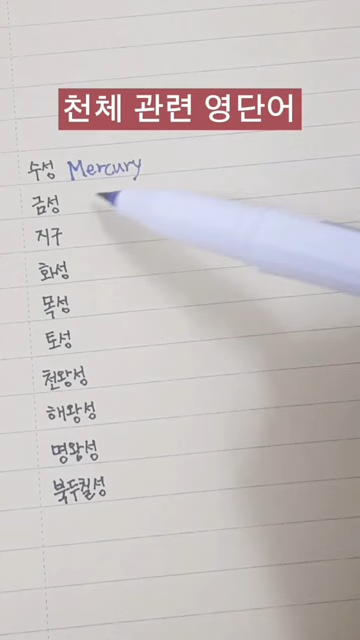 천체 관련 영단어
수성 Mercury
금성
지구
화성
목성
토성
천왕성
해왕성
명왕성
북두칠성